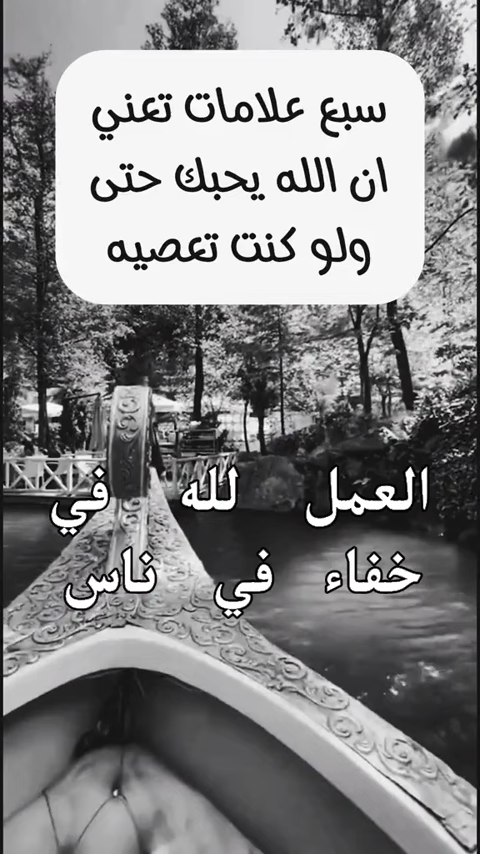 سبع علامات تعني
ان الله يحبك حتى
ولو كنت تعصيه
العمل لله في
خفاء في ناس